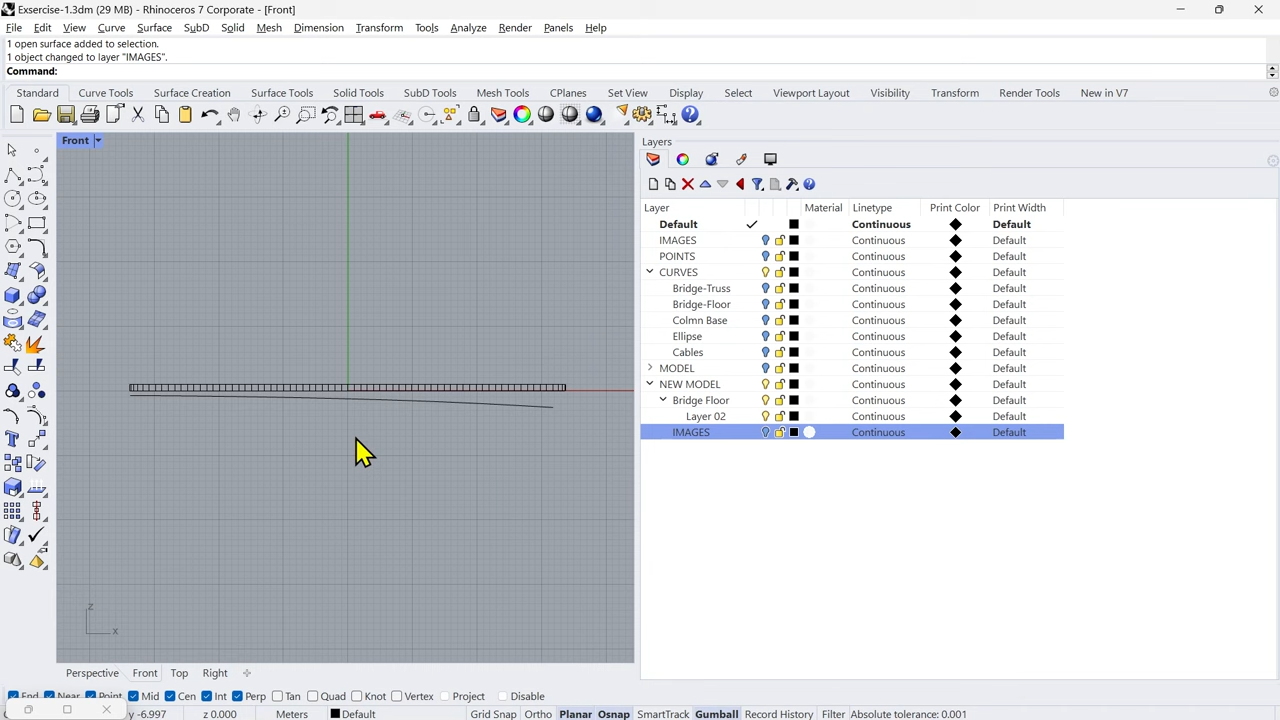 Exsercise-1.3dm (29 MB) - Rhinoceros 7 Corporate - [Front]
File Edit View Curve Surface SubD Solid Mesh Dimension Transform Tools Analyze Render Panels Help
1 open surface added to selection.
1 object changed to layer "IMAGES".
Command:
Standard Curve Tools Surface Creation Surface Tools Solid Tools SubD Tools Mesh Tools CPlanes Set View Display Select Viewport Layout Visibility Transform Render Tools New in V7
Front
Layers
Layer Material Linetype Print Color Print Width
Default Continuous Default
IMAGES Continuous Default
POINTS Continuous Default
CURVES Continuous Default
Bridge-Truss Continuous Default
Bridge-Floor Continuous Default
Colmn Base Continuous Default
Ellipse Continuous Default
Cables Continuous Default
MODEL Continuous Default
NEW MODEL Continuous Default
Bridge Floor Continuous Default
Layer 02 Continuous Default
IMAGES Continuous Default
z
x
Perspective Front Top Right
End Near Point Mid Cen Int Perp Tan Quad Knot Vertex Project Disable
y -6.997 z 0.000 Meters Default Grid Snap Ortho Planar Osnap SmartTrack Gumball Record History Filter Absolute tolerance: 0.001